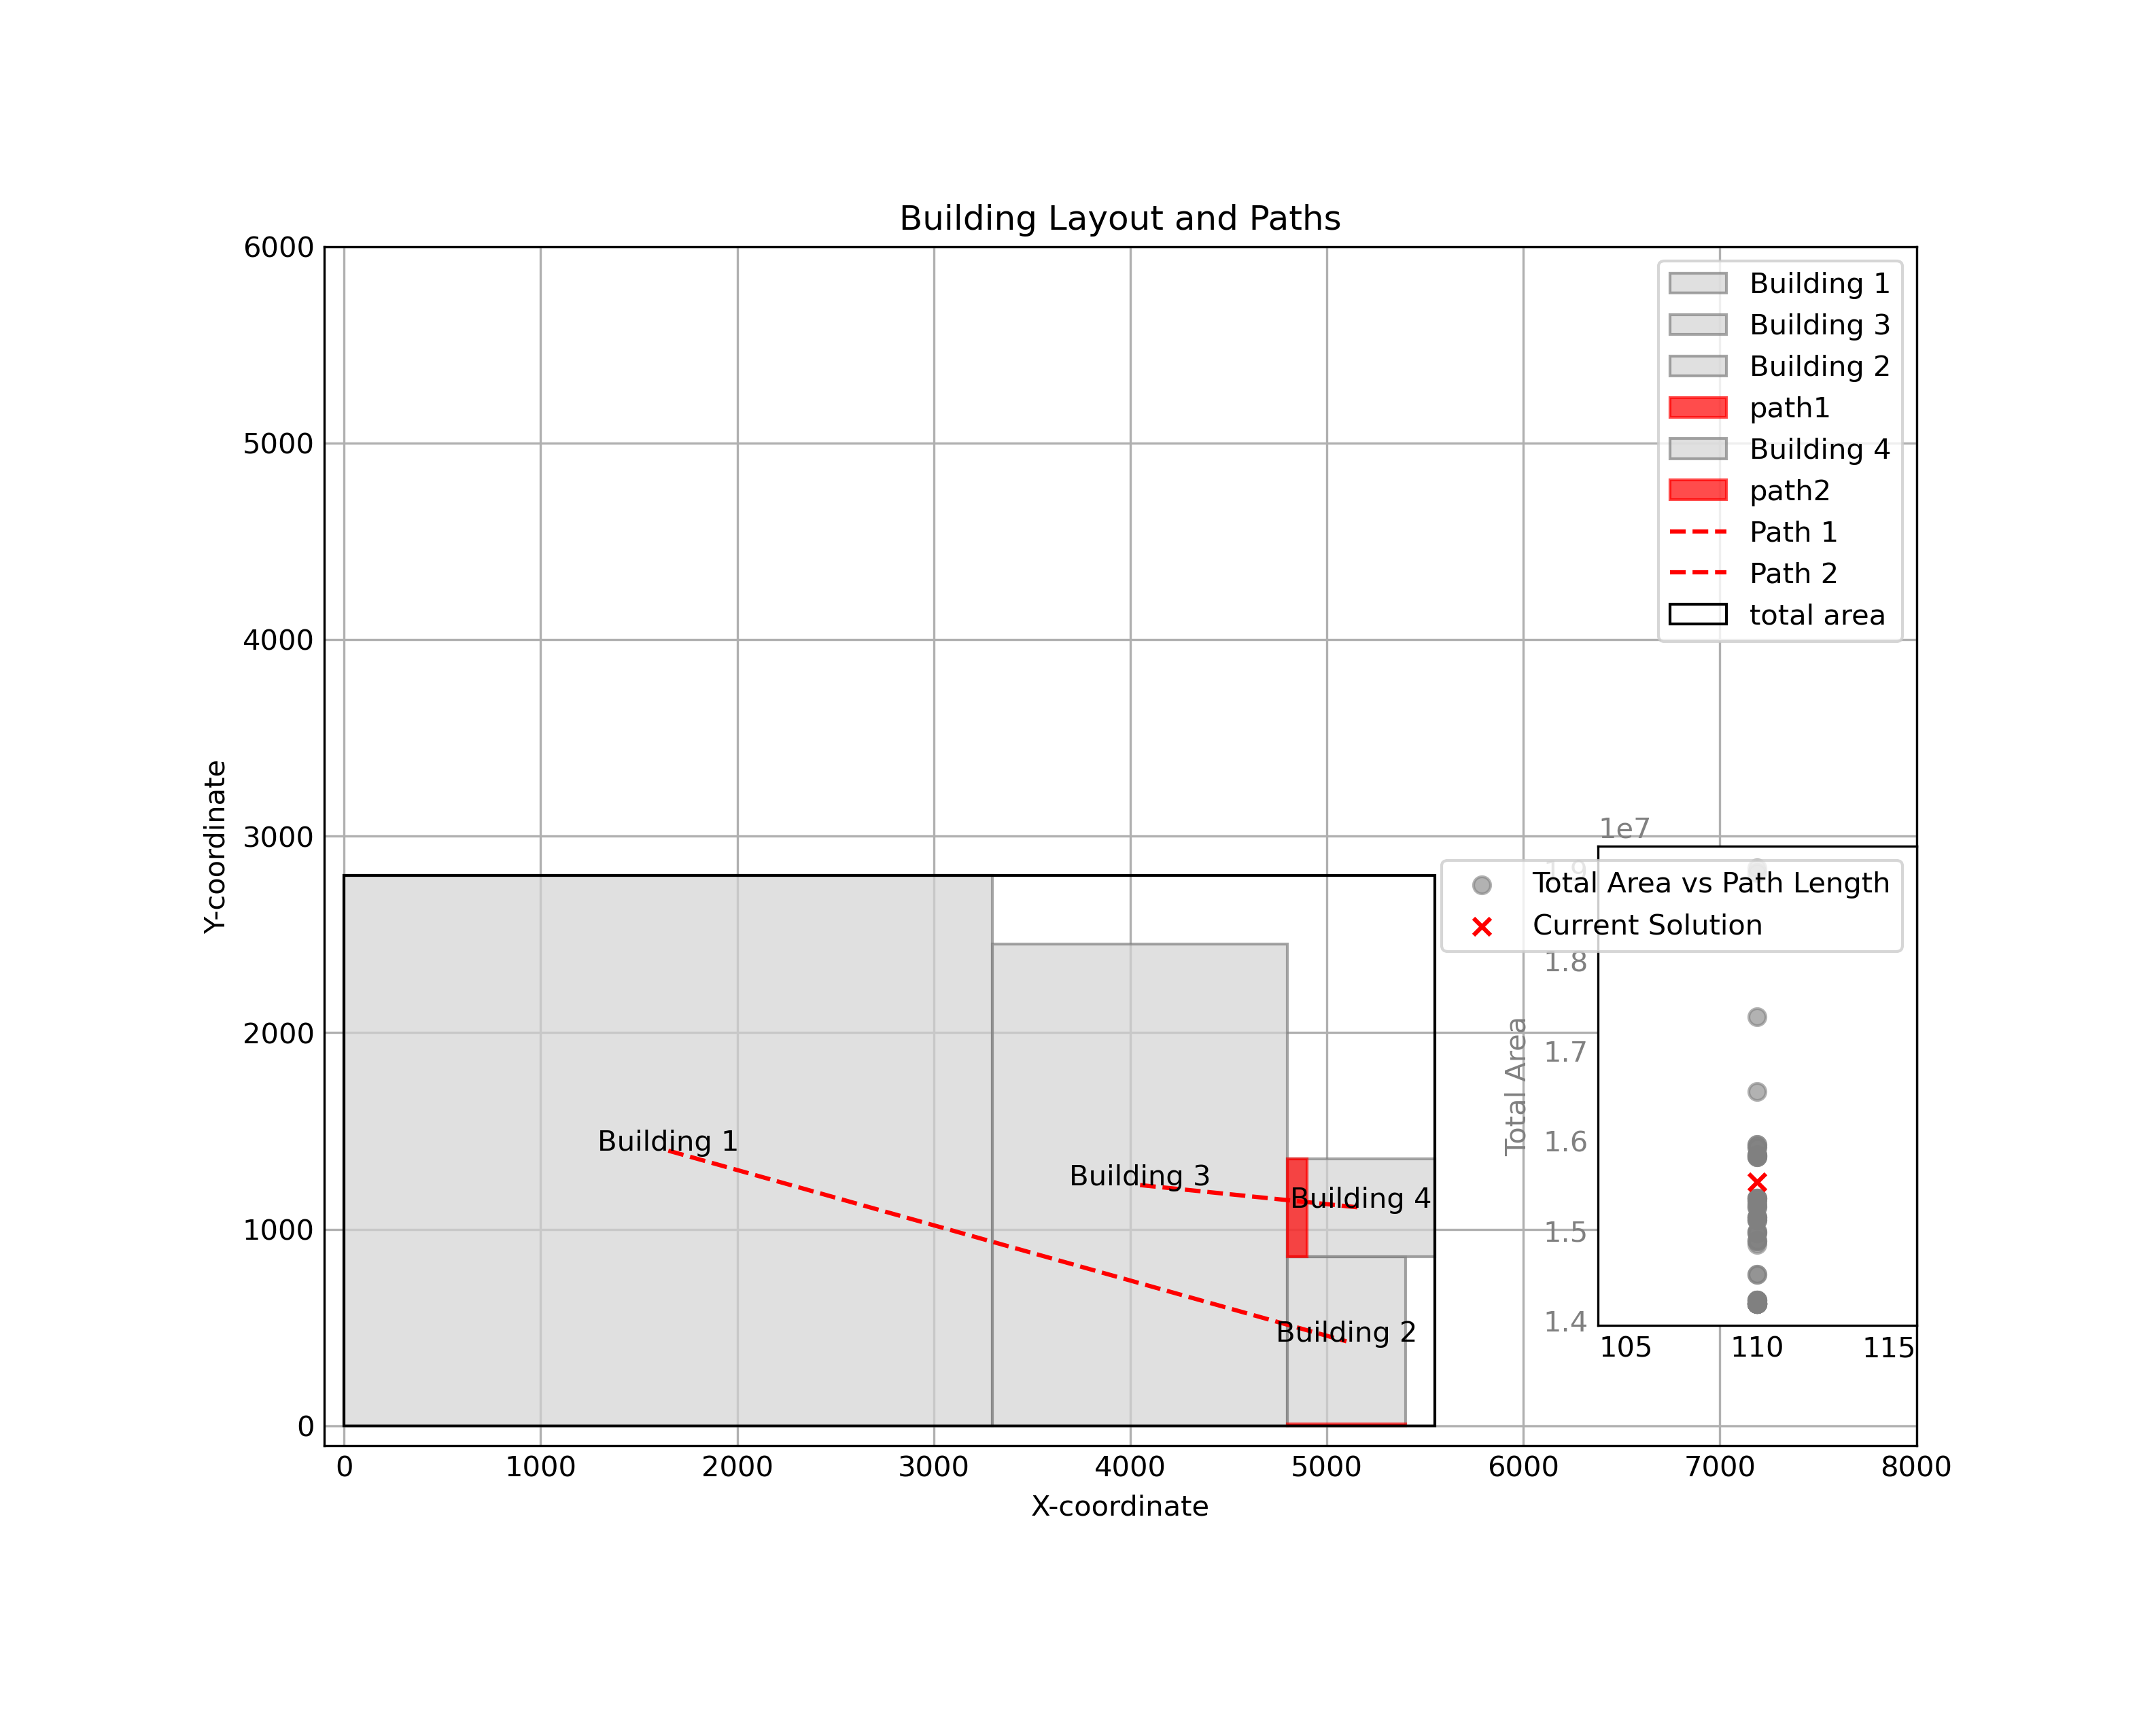 Building Layout and Paths
6000
5000
4000
3000
2000
1000
0
Y-coordinate
0
1000
2000
3000
4000
5000
6000
7000
8000
X-coordinate
Building 1
Building 3
Building 2
path1
Building 4
path2
Path 1
Path 2
total area
Building 1
Building 3
Building 4
Building 2
1e7
Total Area vs Path Length
Current Solution
1.9
1.8
1.7
1.6
1.5
1.4
Total Area
105
110
115